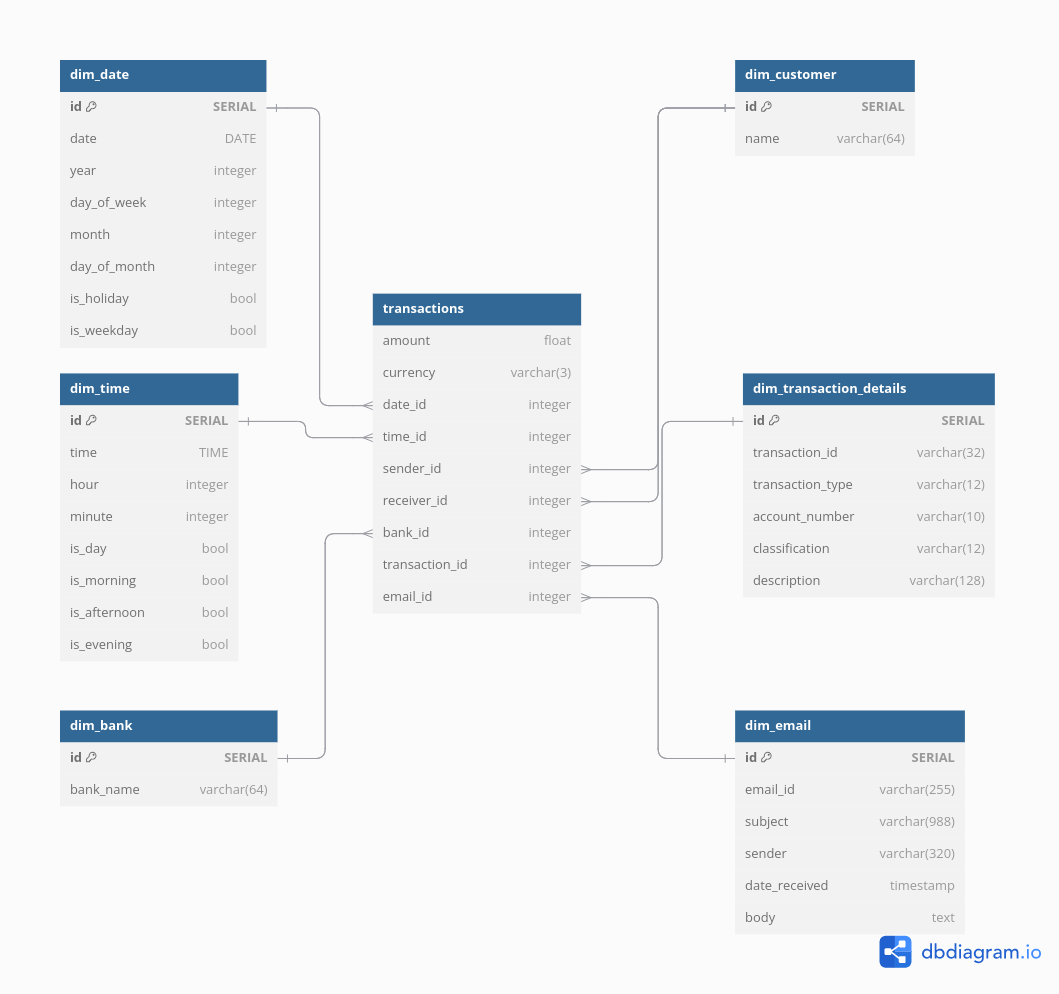 dim_date
id SERIAL
date DATE
year integer
day_of_week integer
month integer
day_of_month integer
is_holiday bool
is_weekday bool
dim_time
id SERIAL
time TIME
hour integer
minute integer
is_day bool
is_morning bool
is_afternoon bool
is_evening bool
dim_bank
id SERIAL
bank_name varchar(64)
transactions
amount float
currency varchar(3)
date_id integer
time_id integer
sender_id integer
receiver_id integer
bank_id integer
transaction_id integer
email_id integer
dim_customer
id SERIAL
name varchar(64)
dim_transaction_details
id SERIAL
transaction_id varchar(32)
transaction_type varchar(12)
account_number varchar(10)
classification varchar(12)
description varchar(128)
dim_email
id SERIAL
email_id varchar(255)
subject varchar(988)
sender varchar(320)
date_received timestamp
body text
dbdiagram.io